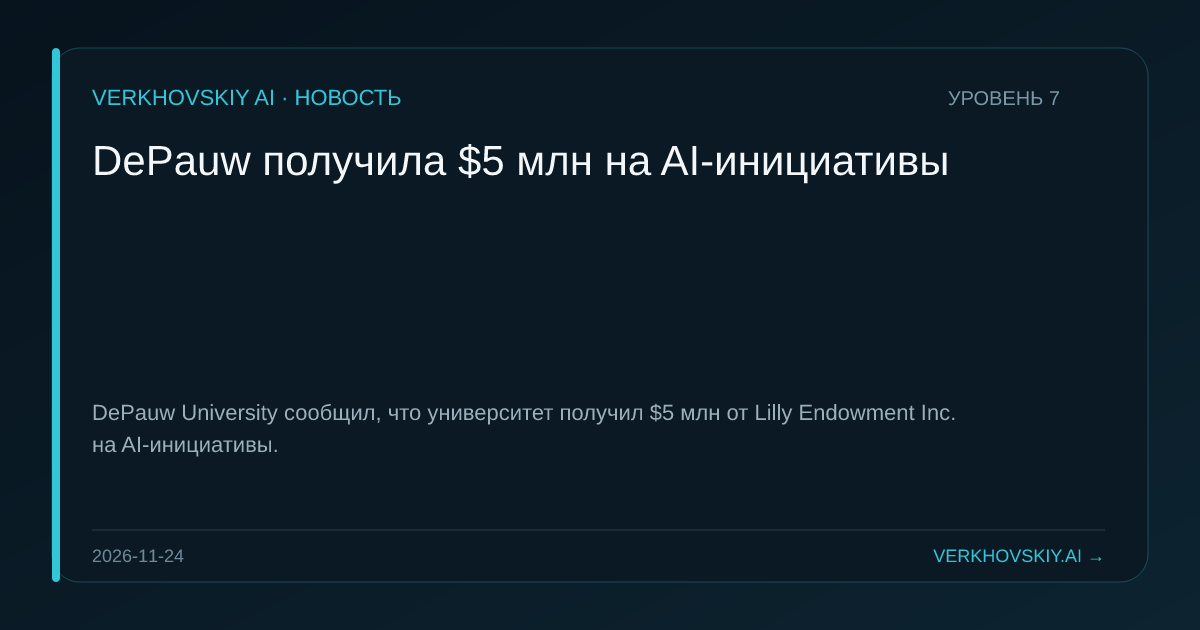 VERKHOVSKIY AI · НОВОСТЬ
УРОВЕНЬ 7
DePauw получила $5 млн на AI-инициативы
DePauw University сообщил, что университет получил $5 млн от Lilly Endowment Inc.
на AI-инициативы.
2026-11-24
VERKHOVSKIY.AI →